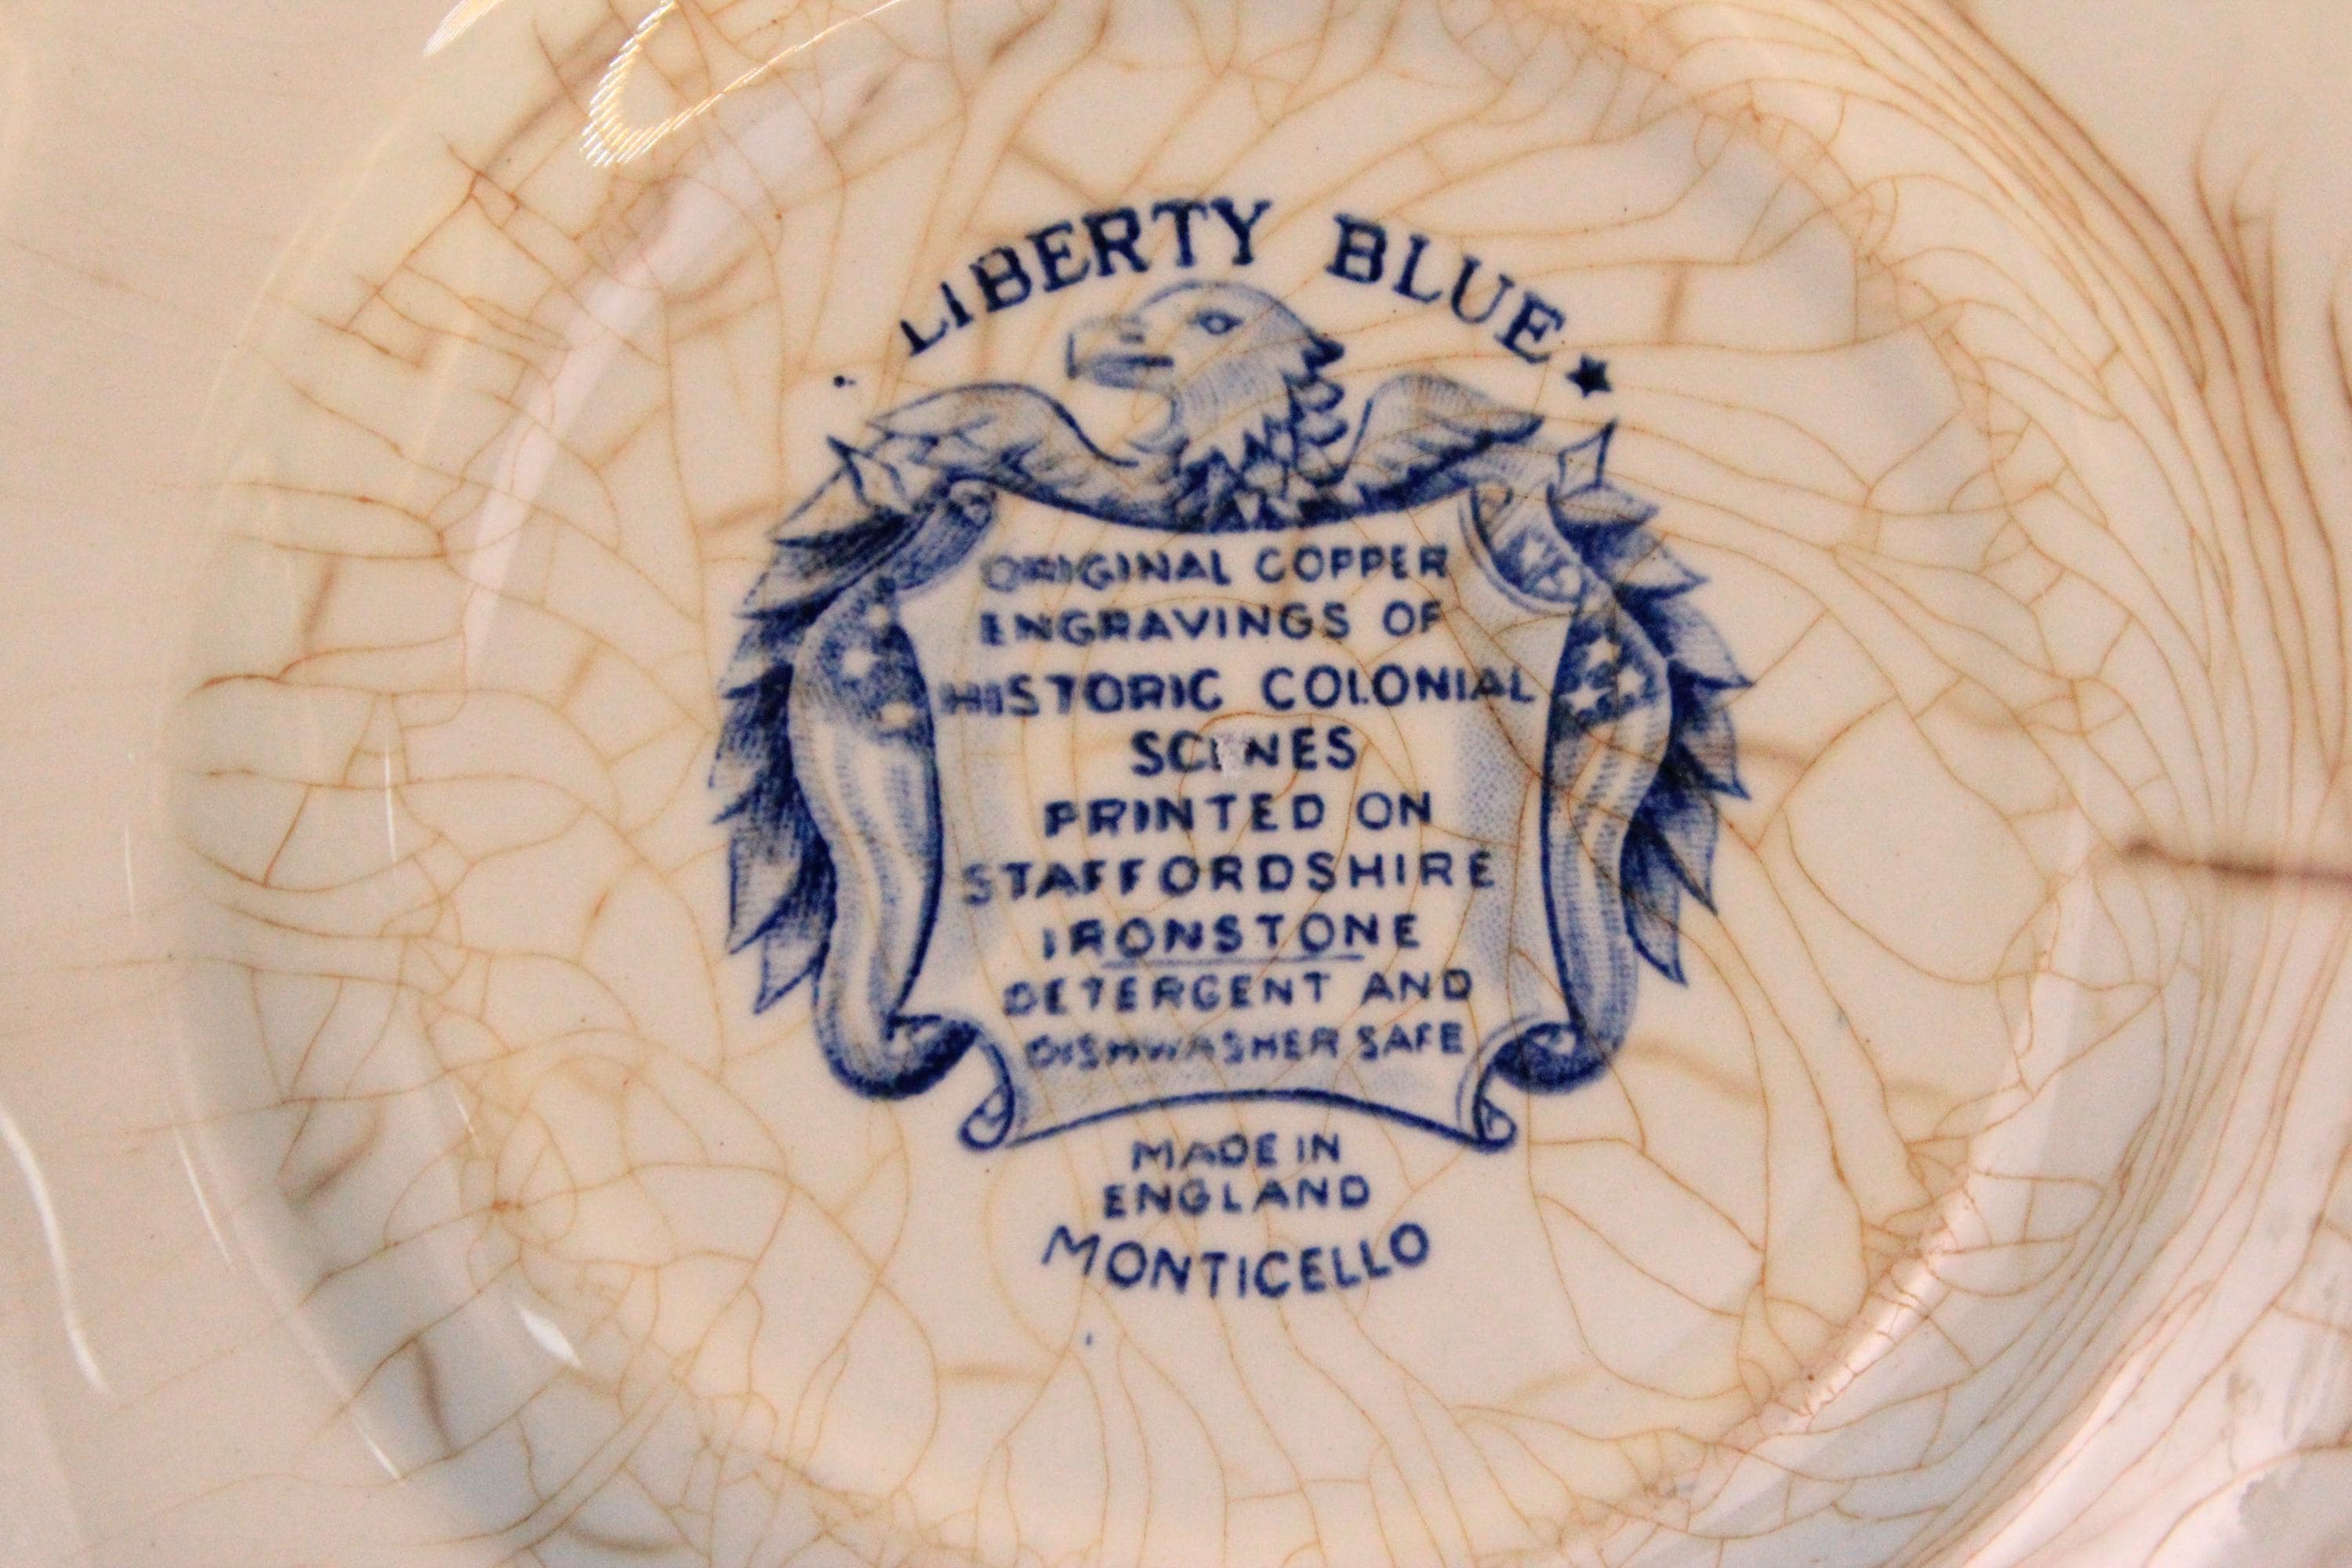 LIBERTY BLUE
ORIGINAL COPPER
ENGRAVINGS OF
HISTORIC COLONIAL
SCENES
PRINTED ON
STAFFORDSHIRE
IRONSTONE
DETERGENT AND
DISHWASHER SAFE
MADE IN
ENGLAND
MONTICELLO